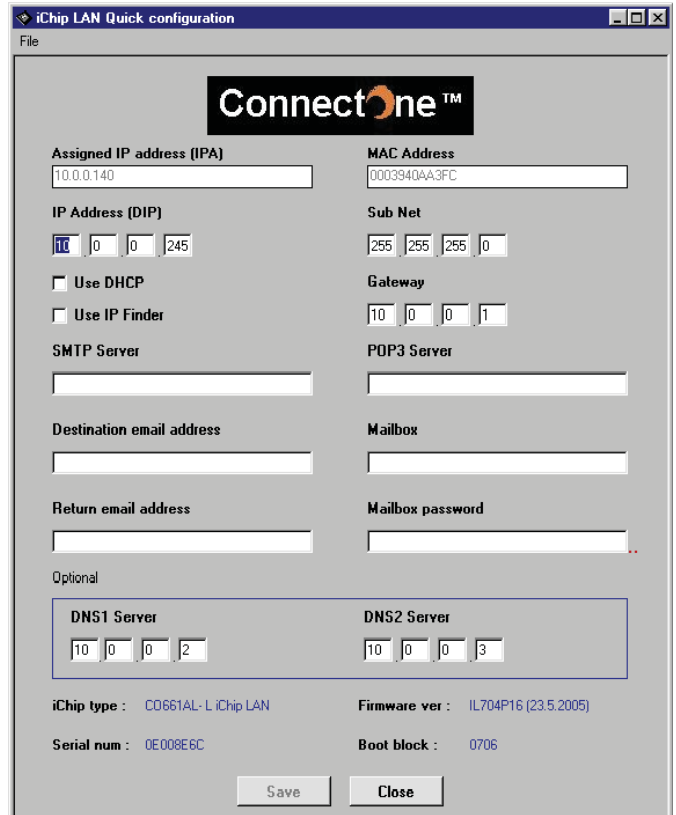 iChip LAN Quick configuration
File
ConnectOne™
Assigned IP address (IPA)
MAC Address
10.0.0.140
0003940AA3FC
IP Address (DIP)
Sub Net
10 . 0 . 0 . 245
255 . 255 . 255 . 0
Use DHCP
Gateway
Use IP Finder
10 . 0 . 0 . 1
SMTP Server
POP3 Server
Destination email address
Mailbox
Return email address
Mailbox password
..
Optional
DNS1 Server
DNS2 Server
10 . 0 . 0 . 2
10 . 0 . 0 . 3
iChip type : CO661AL- L iChip LAN
Firmware ver : IL704P16 (23.5.2005)
Serial num : 0E008E6C
Boot block : 0706
Save
Close